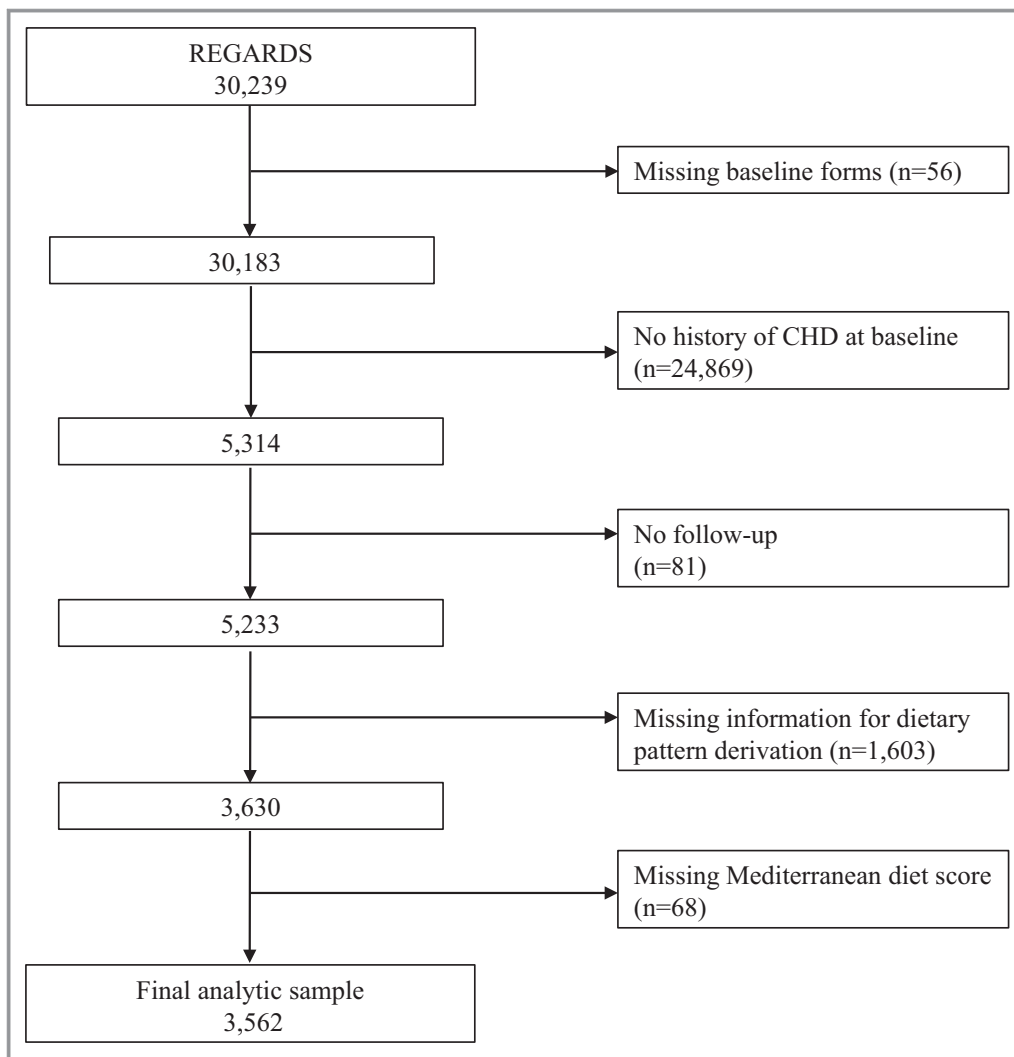 REGARDS
30,239
Missing baseline forms (n=56)
30,183
No history of CHD at baseline
(n=24,869)
5,314
No follow-up
(n=81)
5,233
Missing information for dietary
pattern derivation (n=1,603)
3,630
Missing Mediterranean diet score
(n=68)
Final analytic sample
3,562